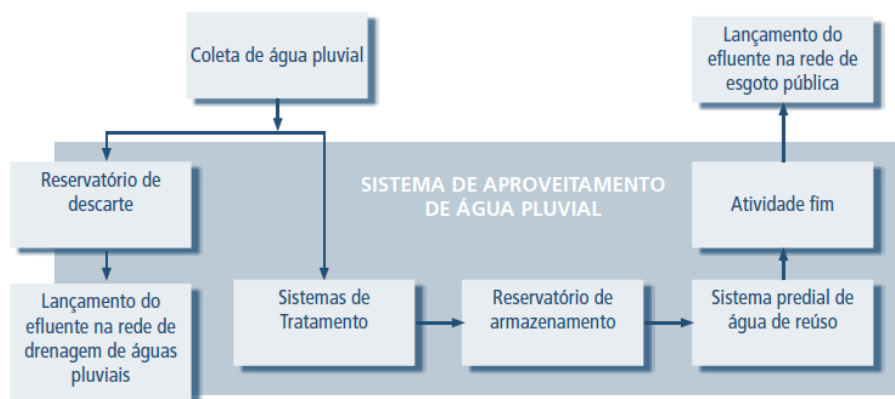 Coleta de água pluvial
Lançamento do
efluente na rede de
esgoto pública
Reservatório de
descarte
SISTEMA DE APROVEITAMENTO
DE ÁGUA PLUVIAL
Atividade fim
Lançamento do
efluente na rede de
drenagem de águas
pluviais
Sistemas de
Tratamento
Reservatório de
armazenamento
Sistema predial de
água de reúso